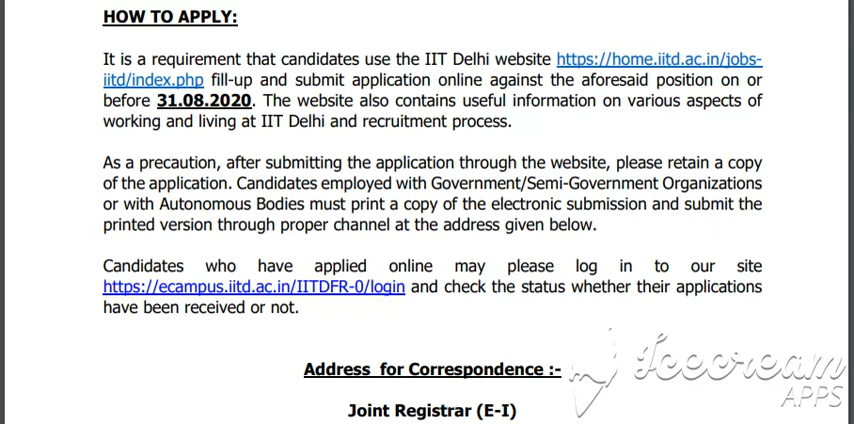 HOW TO APPLY:
It is a requirement that candidates use the IIT Delhi website https://home.iitd.ac.in/jobs-
iitd/index.php fill-up and submit application online against the aforesaid position on or
before 31.08.2020. The website also contains useful information on various aspects of
working and living at IIT Delhi and recruitment process.
As a precaution, after submitting the application through the website, please retain a copy
of the application. Candidates employed with Government/Semi-Government Organizations
or with Autonomous Bodies must print a copy of the electronic submission and submit the
printed version through proper channel at the address given below.
Candidates who have applied online may please log in to our site
https://ecampus.iitd.ac.in/IITDFR-0/login and check the status whether their applications
have been received or not.
Address for Correspondence :-
Joint Registrar (E-I)
Icecream
APPS